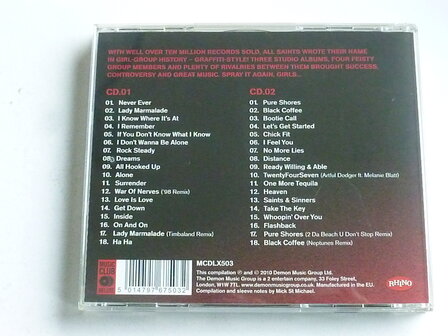 WITH WELL OVER TEN MILLION RECORDS SOLD, ALL SAINTS WROTE THEIR NAME
IN GIRL-GROUP HISTORY – GRAFFITI-STYLE! THREE STUDIO ALBUMS, FOUR FEISTY
GROUP MEMBERS AND PLENTY OF RIVALRIES BETWEEN THEM BROUGHT SUCCESS,
CONTROVERSY AND GREAT MUSIC. SPRAY IT AGAIN, GIRLS...
CD.01
01. Never Ever
02. Lady Marmalade
03. I Know Where It's At
04. I Remember
05. If You Don't Know What I Know
06. I Don't Wanna Be Alone
07. Rock Steady
08. Dreams
09. All Hooked Up
10. Alone
11. Surrender
12. War Of Nerves ('98 Remix)
13. Love Is Love
14. Get Down
15. Inside
16. On And On
17. Lady Marmalade (Timbaland Remix)
18. Ha Ha
CD.02
01. Pure Shores
02. Black Coffee
03. Bootie Call
04. Let's Get Started
05. Chick Fit
06. I Feel You
07. No More Lies
08. Distance
09. Ready Willing & Able
10. TwentyFourSeven (Artful Dodger ft. Melanie Blatt)
11. One More Tequila
12. Heaven
13. Saints & Sinners
14. Take The Key
15. Whoopin' Over You
16. Flashback
17. Pure Shores (2 Da Beach U Don't Stop Remix)
18. Black Coffee (Neptunes Remix)
MUSIC
CLUB
DELUXE
5 014797 675032
MCDLX503
This compilation ℗ and © 2010 Demon Music Group Ltd.
The Demon Music Group is a 2 entertain company, 33 Foley Street,
London, W1W 7TL. www.demonmusicgroup.co.uk. Manufactured in the EU.
Compilation and sleeve notes by Mick St Michael.
RHINO